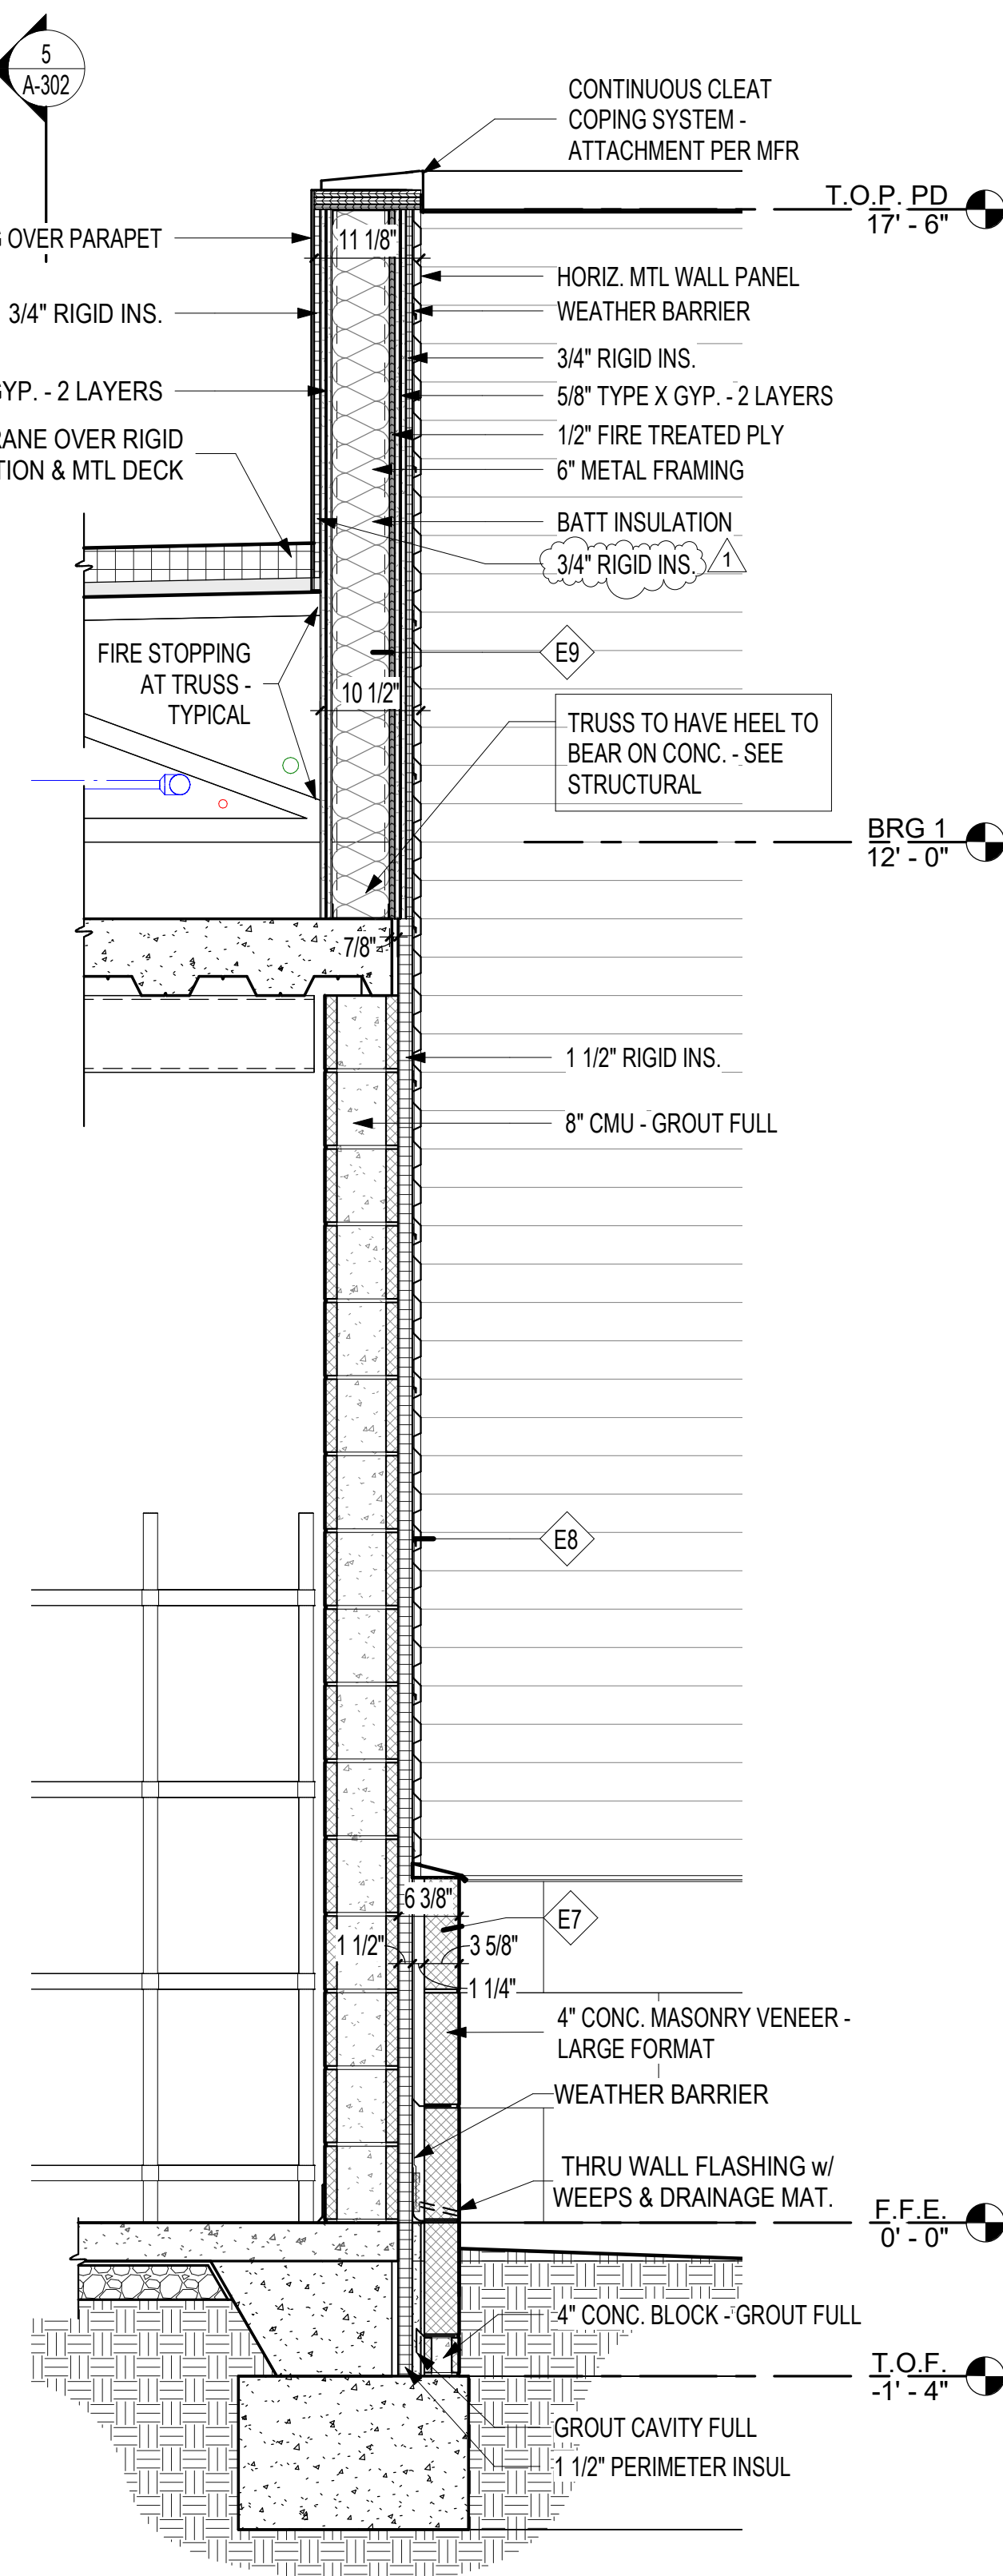 5
A-302
CONTINUOUS CLEAT
COPING SYSTEM -
ATTACHMENT PER MFR
T.O.P. PD
17' - 6"
OVER PARAPET
11 1/8"
HORIZ. MTL WALL PANEL
3/4" RIGID INS.
WEATHER BARRIER
3/4" RIGID INS.
GYP. - 2 LAYERS
5/8" TYPE X GYP. - 2 LAYERS
RANE OVER RIGID
TION & MTL DECK
1/2" FIRE TREATED PLY
6" METAL FRAMING
BATT INSULATION
3/4" RIGID INS.
1
FIRE STOPPING
AT TRUSS -
TYPICAL
E9
10 1/2"
TRUSS TO HAVE HEEL TO
BEAR ON CONC. - SEE
STRUCTURAL
BRG 1
12' - 0"
7/8"
1 1/2" RIGID INS.
8" CMU - GROUT FULL
E8
6 3/8"
E7
1 1/2"
3 5/8"
1 1/4"
4" CONC. MASONRY VENEER -
LARGE FORMAT
WEATHER BARRIER
THRU WALL FLASHING w/
WEEPS & DRAINAGE MAT.
F.F.E.
0' - 0"
4" CONC. BLOCK - GROUT FULL
T.O.F.
-1' - 4"
GROUT CAVITY FULL
1 1/2" PERIMETER INSUL